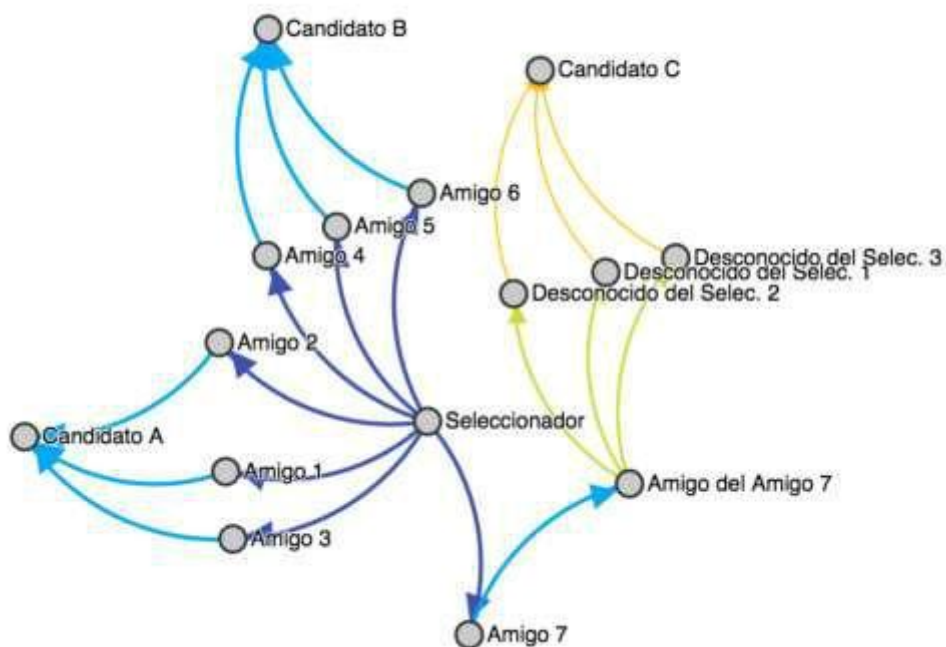 Candidato B
Candidato C
Amigo 6
Amigo 5
Amigo 4
Desconocido del Selec. 3
Desconocido del Selec. 1
Desconocido del Selec. 2
Amigo 2
Seleccionador
Candidato A
Amigo 1
Amigo del Amigo 7
Amigo 3
Amigo 7